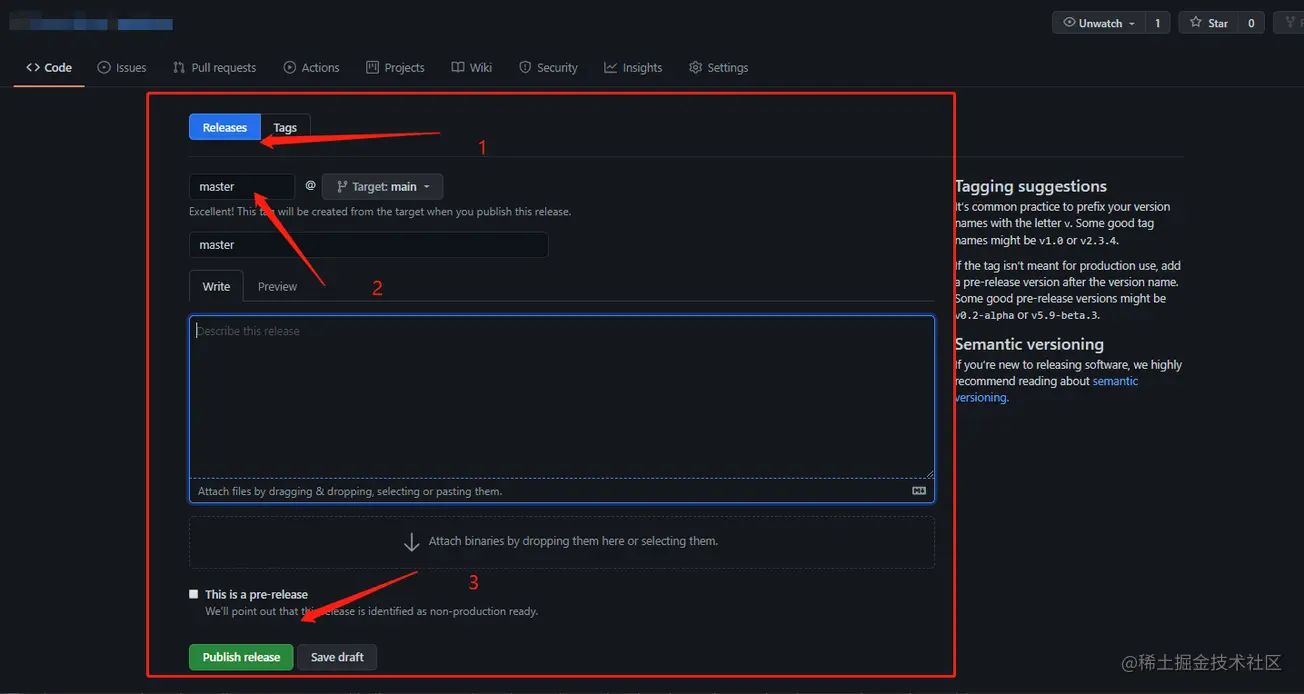 Unwatch 1 Star 0
Code Issues Pull requests Actions Projects Wiki Security Insights Settings
Releases Tags
1
master @ Target: main
Excellent! This tag will be created from the target when you publish this release.
master
Write Preview
2
Describe this release
Attach files by dragging & dropping, selecting or pasting them.
Attach binaries by dropping them here or selecting them.
3
This is a pre-release
We'll point out that this release is identified as non-production ready.
Publish release Save draft
Tagging suggestions
It's common practice to prefix your version
names with the letter v. Some good tag
names might be v1.0 or v2.3.4.
If the tag isn't meant for production use, add
a pre-release version after the version name.
Some good pre-release versions might be
v0.2-alpha or v5.9-beta.3.
Semantic versioning
If you're new to releasing software, we highly
recommend reading about semantic
versioning.
@稀土掘金技术社区